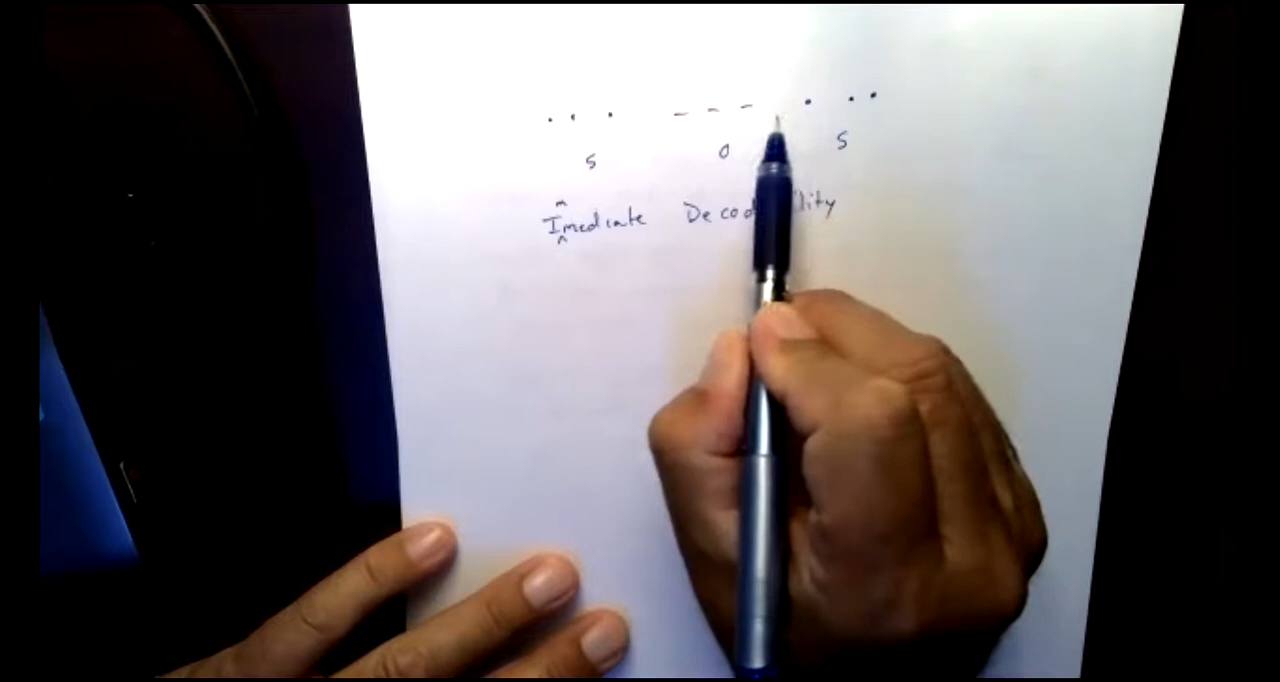 . . . – – – . . .
S O S
m
Imediate
^